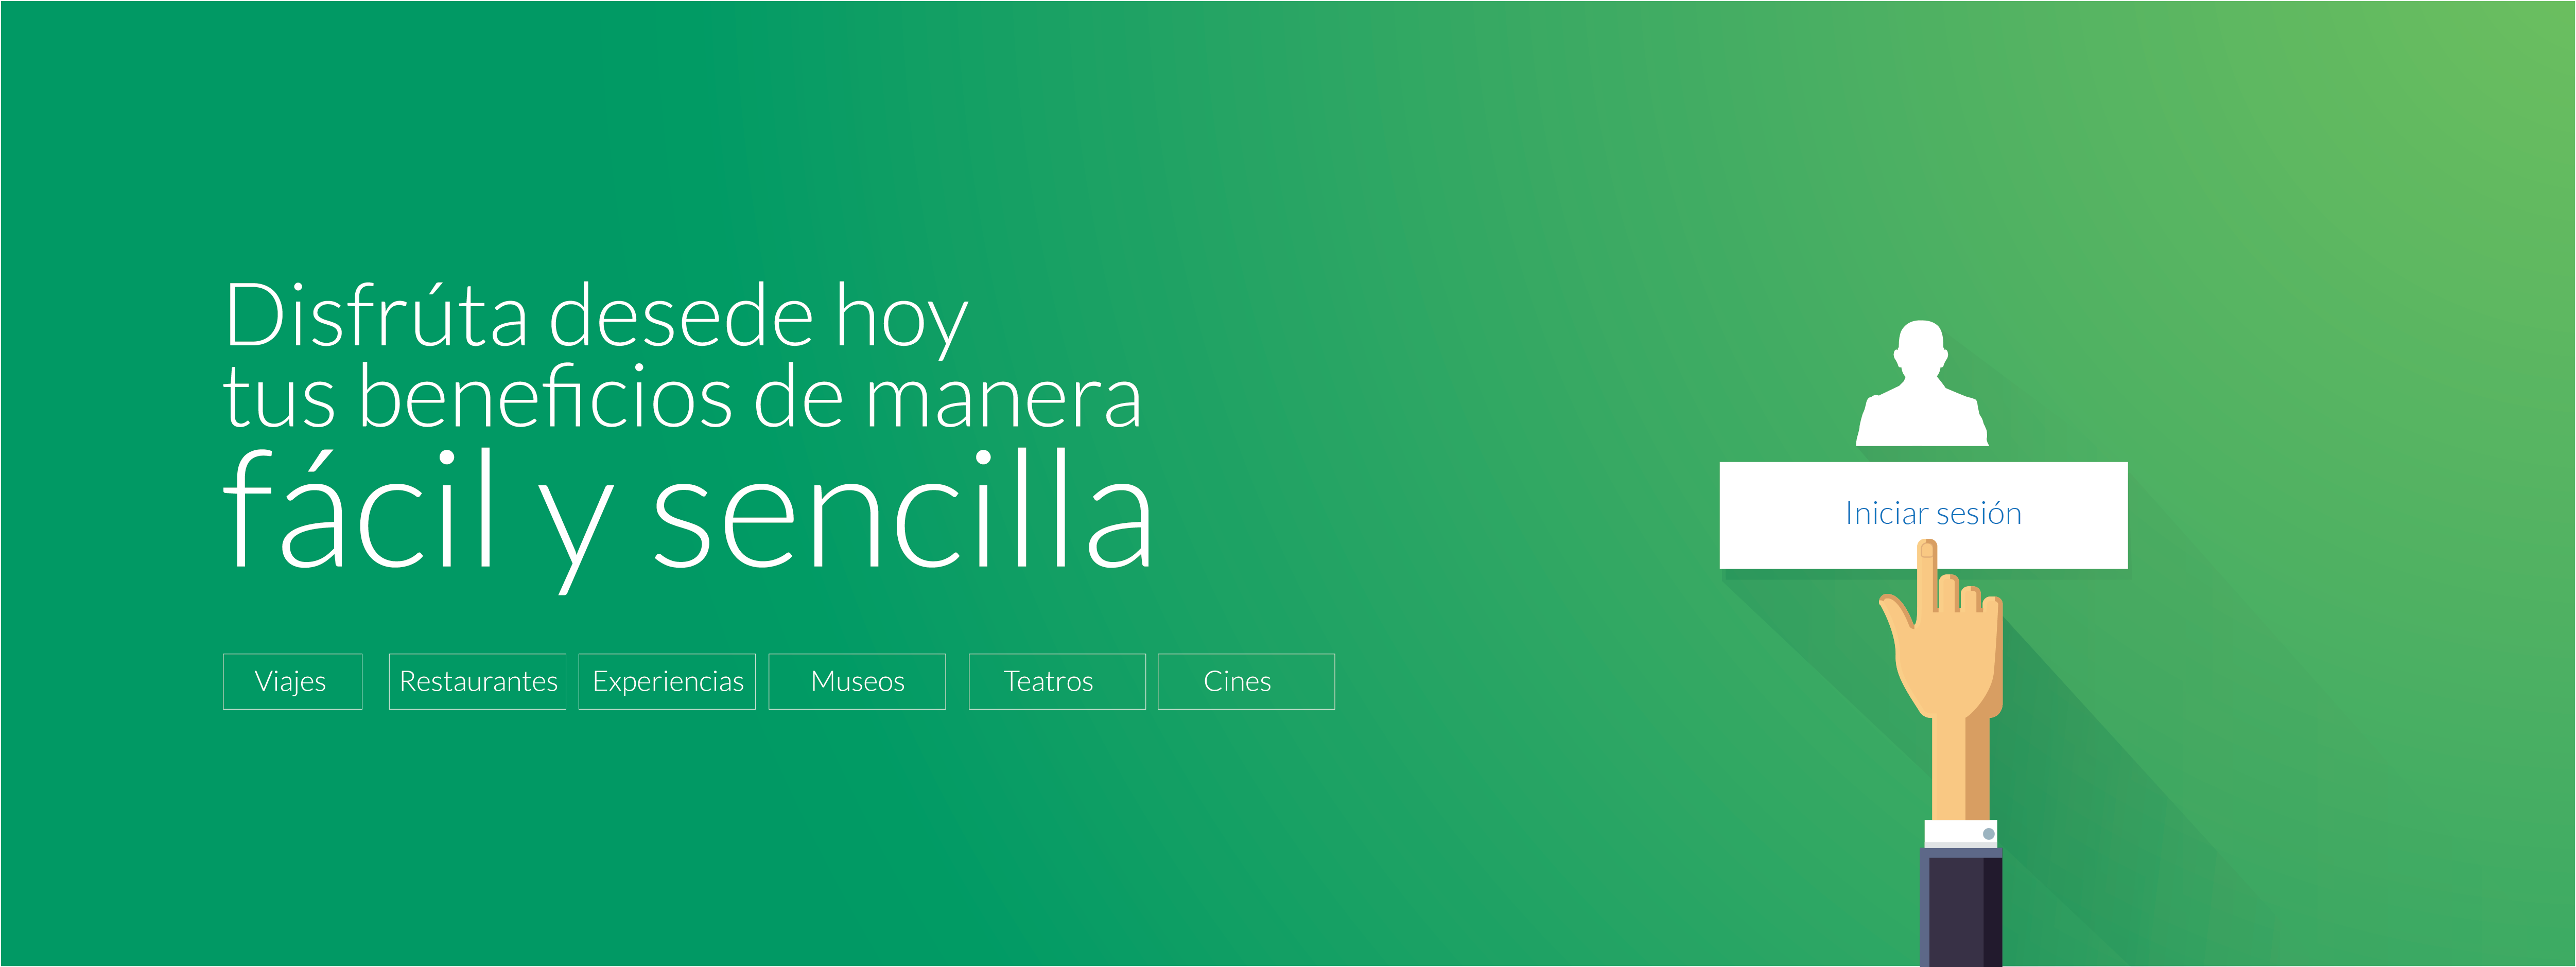 Disfrúta desede hoy
tus beneficios de manera
fácil y sencilla
Viajes Restaurantes Experiencias Museos Teatros Cines
Iniciar sesión